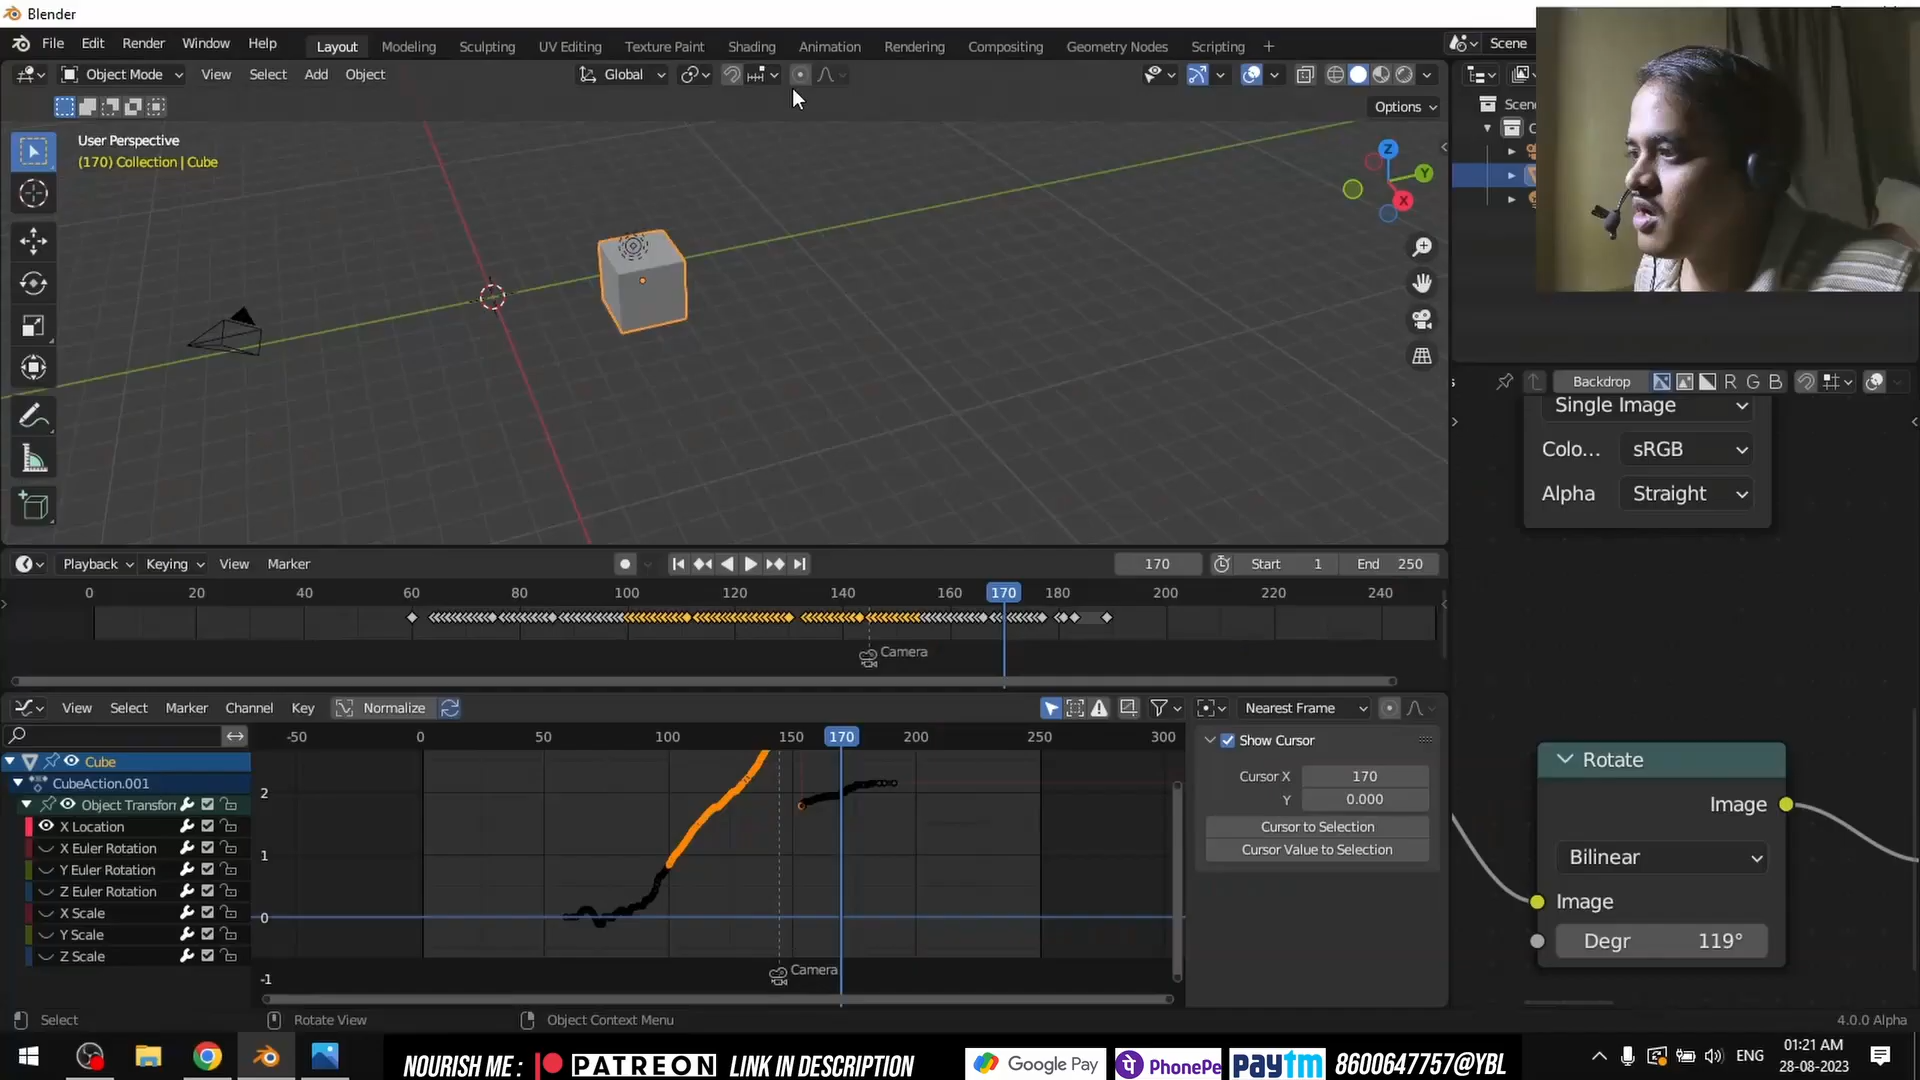 Blender
File Edit Render Window Help Layout Modeling Sculpting UV Editing Texture Paint Shading Animation Rendering Compositing Geometry Nodes Scripting + Scene
Object Mode View Select Add Object Global
Options
User Perspective
(170) Collection | Cube
Z
Y
X
Scen
C
Backdrop R G B
Single Image
Colo... sRGB
Alpha Straight
Playback Keying View Marker 170 Start 1 End 250
0 20 40 60 80 100 120 140 160 170 180 200 220 240
Camera
View Select Marker Channel Key Normalize Nearest Frame
-50 0 50 100 150 170 200 250 300
Show Cursor
Cursor X 170
Y 0.000
Cursor to Selection
Cursor Value to Selection
Cube
CubeAction.001
Object Transforn
X Location
X Euler Rotation
Y Euler Rotation
Z Euler Rotation
X Scale
Y Scale
Z Scale
2
1
0
-1
Camera
Rotate
Image
Bilinear
Image
Degr 119°
Select Rotate View Object Context Menu 4.0.0 Alpha
NOURISH ME : PATREON LINK IN DESCRIPTION Google Pay PhonePe paytm 8600647757@YBL
ENG
01:21 AM
28-08-2023